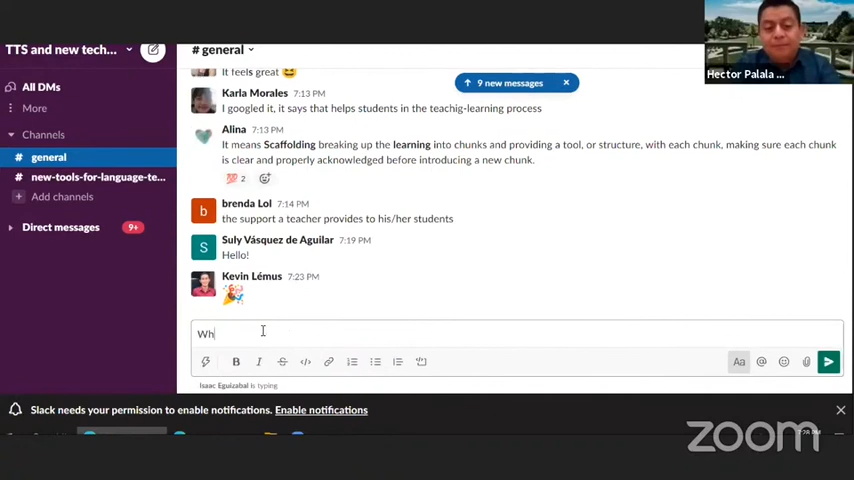 TTS and new tech...
All DMs
More
Channels
# general
# new-tools-for-language-te...
+ Add channels
Direct messages 9+
# general
It feels great
9 new messages
Karla Morales 7:13 PM
I googled it, it says that helps students in the teachig-learning process
Alina 7:13 PM
It means Scaffolding breaking up the learning into chunks and providing a tool, or structure, with each chunk, making sure each chunk
is clear and properly acknowledged before introducing a new chunk.
💯 2
b
brenda Lol 7:14 PM
the support a teacher provides to his/her students
S
Suly Vásquez de Aguilar 7:19 PM
Hello!
Kevin Lémus 7:23 PM
Wh
B I S </> Aa @
Isaac Eguizabal is typing
Slack needs your permission to enable notifications. Enable notifications
Hector Palala ...
zoom
7:28 PM